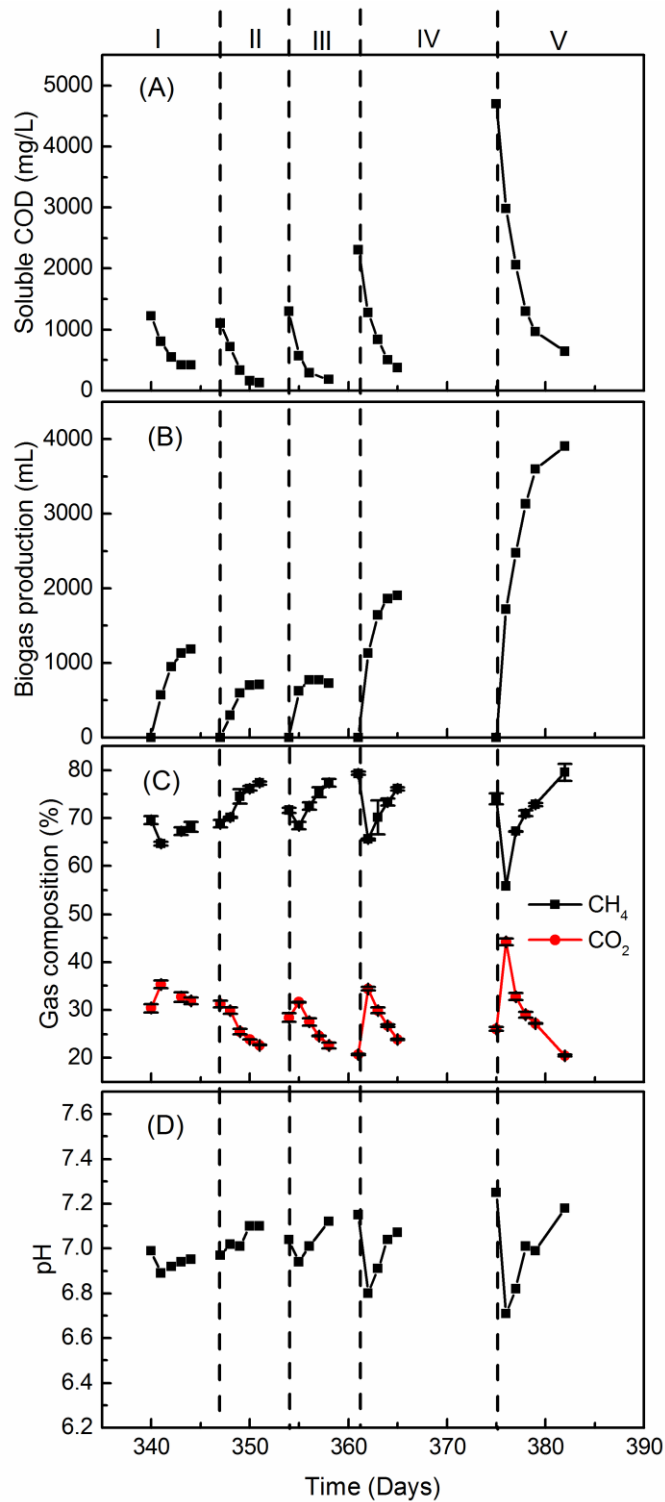 I II III IV V
(A)
Soluble COD (mg/L)
5000
4000
3000
2000
1000
0
(B)
Biogas production (mL)
4000
3000
2000
1000
0
(C)
Gas composition (%)
80
70
60
50
40
30
20
CH₄
CO₂
(D)
pH
7.6
7.4
7.2
7.0
6.8
6.6
6.4
6.2
340 350 360 370 380 390
Time (Days)